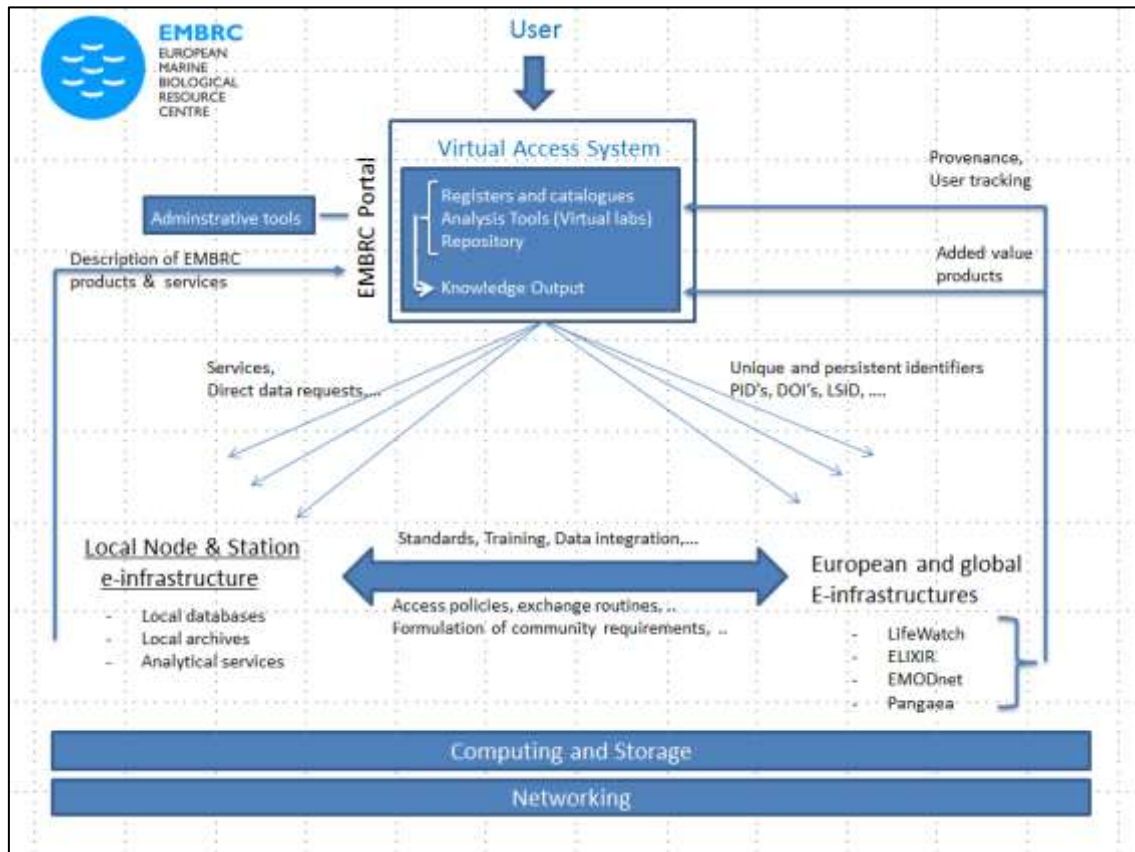 EMBRC
EUROPEAN
MARINE
BIOLOGICAL
RESOURCE
CENTRE
User
Virtual Access System
EMBRC Portal
Registers and catalogues
Analysis Tools (Virtual labs)
Repository
Knowledge Output
Adminstrative tools
Description of EMBRC
products & services
Provenance,
User tracking
Added value
products
Services,
Direct data requests,...
Unique and persistent identifiers
PID's, DOI's, LSID, ....
Local Node & Station
e-infrastructure
- Local databases
- Local archives
- Analytical services
Standards, Training, Data integration,...
Access policies, exchange routines, ..
Formulation of community requirements, ..
European and global
E-infrastructures
- LifeWatch
- ELIXIR
- EMODnet
- Pangaea
Computing and Storage
Networking